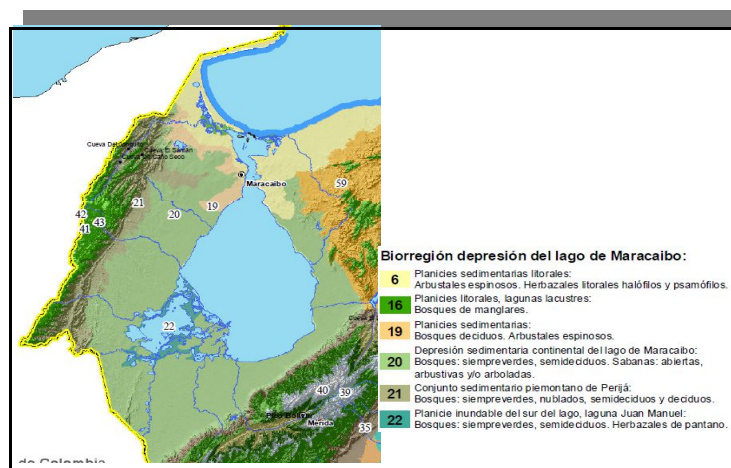 Cueva El Samán
Maracaibo
59
21
20
19
42
43
41
22
40
39
Mérida
35
de Colombia
Biorregión depresión del lago de Maracaibo:
6
Planicies sedimentarias litorales:
Arbustales espinosos. Herbazales litorales halófilos y psamófilos.
16
Planicies litorales, lagunas lacustres:
Bosques de manglares.
19
Planicies sedimentarias:
Bosques deciduos. Arbustales espinosos.
20
Depresión sedimentaria continental del lago de Maracaibo:
Bosques: siempreverdes, semideciduos. Sabanas: abiertas,
arbustivas y/o arboladas.
21
Conjunto sedimentario piemontano de Perijá:
Bosques: siempreverdes, nublados, semideciduos y deciduos.
22
Planicie inundable del sur del lago, laguna Juan Manuel:
Bosques: siempreverdes, semideciduos. Herbazales de pantano.